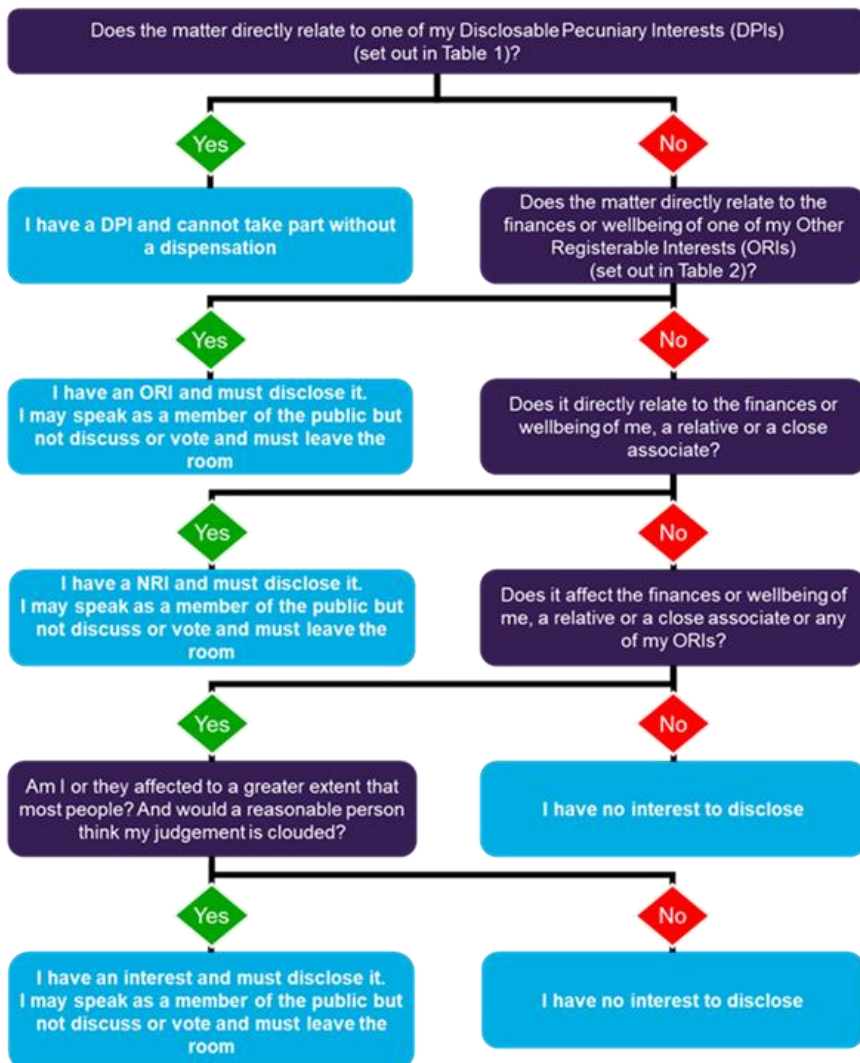 Does the matter directly relate to one of my Disclosable Pecuniary Interests (DPIs)
(set out in Table 1)?
Yes
No
I have a DPI and cannot take part without
a dispensation
Does the matter directly relate to the
finances or wellbeing of one of my Other
Registerable Interests (ORIs)
(set out in Table 2)?
Yes
No
I have an ORI and must disclose it.
I may speak as a member of the public but
not discuss or vote and must leave the
room
Does it directly relate to the finances or
wellbeing of me, a relative or a close
associate?
Yes
No
I have a NRI and must disclose it.
I may speak as a member of the public but
not discuss or vote and must leave the
room
Does it affect the finances or wellbeing of
me, a relative or a close associate or any
of my ORIs?
Yes
No
Am I or they affected to a greater extent that
most people? And would a reasonable person
think my judgement is clouded?
I have no interest to disclose
Yes
No
I have an interest and must disclose it.
I may speak as a member of the public but
not discuss or vote and must leave the
room
I have no interest to disclose